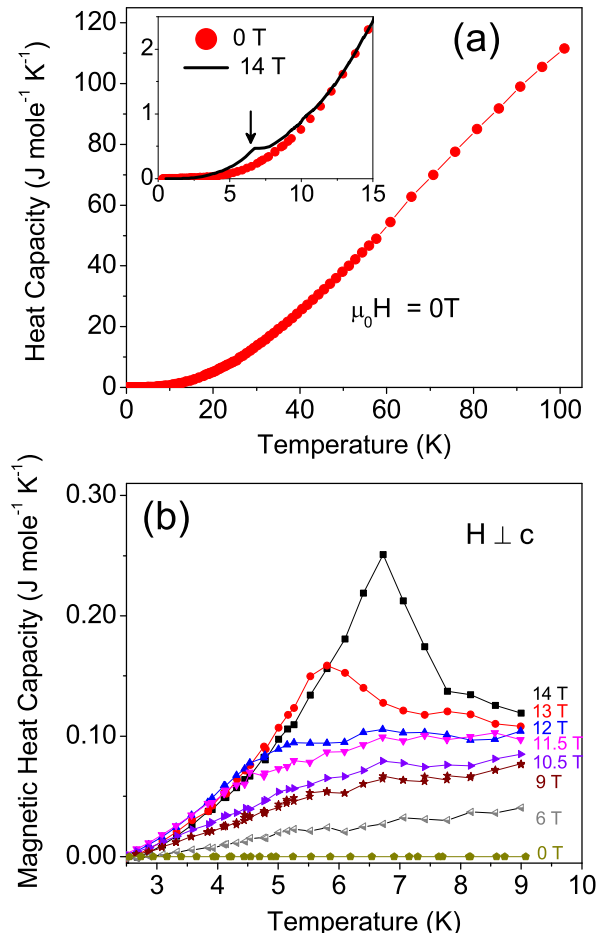 (a)
0 T
14 T
2
1
0
0
5
10
15
120
100
80
60
40
20
0
Heat Capacity (J mole⁻¹ K⁻¹)
μ₀H = 0T
0
20
40
60
80
100
Temperature (K)
(b)
H ⊥ c
0.30
0.20
0.10
0.00
Magnetic Heat Capacity (J mole⁻¹ K⁻¹)
14 T
13 T
12 T
11.5 T
10.5 T
9 T
6 T
0 T
3
4
5
6
7
8
9
10
Temperature (K)